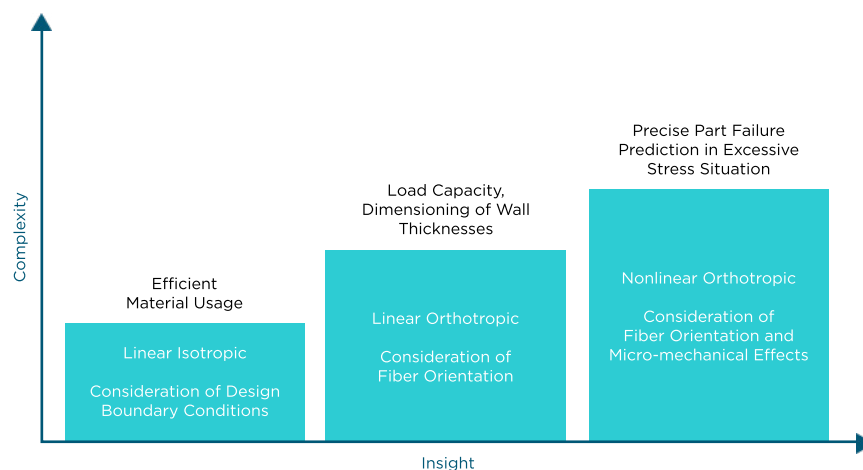 Complexity
Efficient
Material Usage
Linear Isotropic
Consideration of Design
Boundary Conditions
Load Capacity,
Dimensioning of Wall
Thicknesses
Linear Orthotropic
Consideration of
Fiber Orientation
Precise Part Failure
Prediction in Excessive
Stress Situation
Nonlinear Orthotropic
Consideration of
Fiber Orientation and
Micro-mechanical Effects
Insight